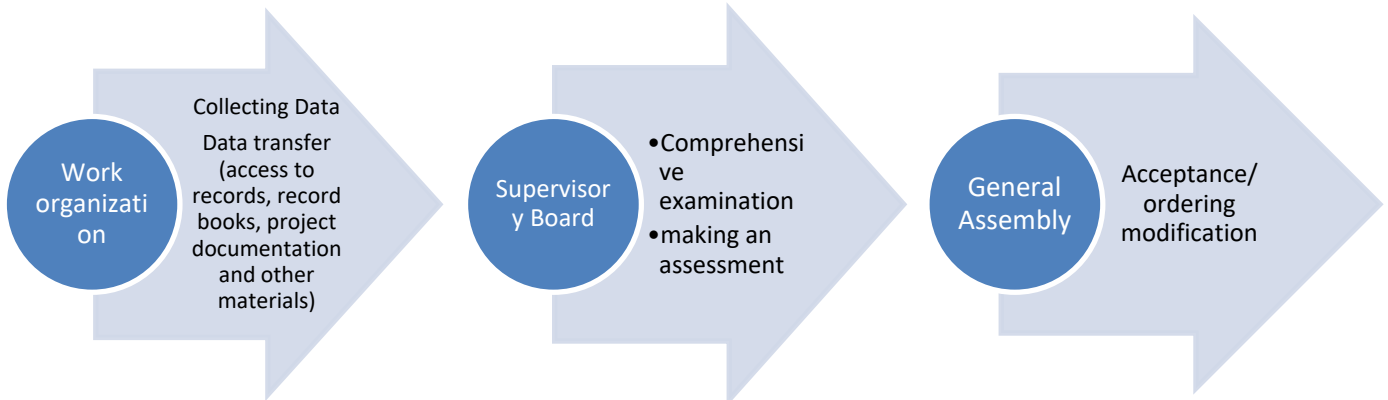 Work
organizati
on
Collecting Data
Data transfer
(access to
records, record
books, project
documentation
and other
materials)
Supervisor
y Board
•Comprehensi
ve
examination
•making an
assessment
General
Assembly
Acceptance/
ordering
modification